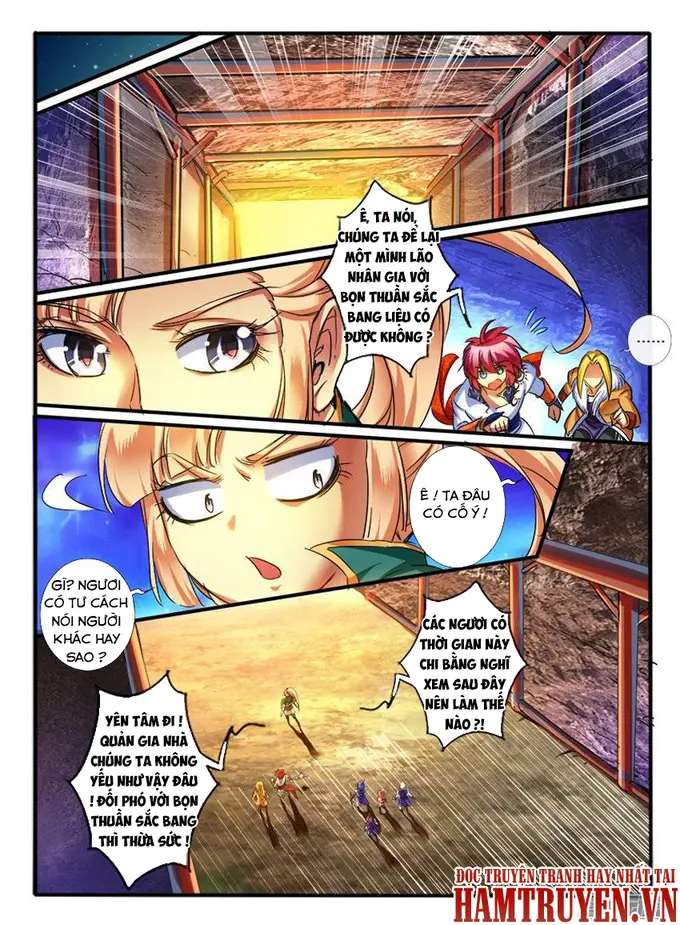 Ê, TA NÓI,
CHÚNG TA ĐỂ LẠI
MỘT MÌNH LÃO
NHÂN GIA VỚI
BỌN THUẦN SẮC
BANG LIỆU CÓ
ĐƯỢC KHÔNG ?
......
Ê ! TA ĐÂU
CÓ CỐ Ý !
GÌ? NGƯƠI
CÓ TƯ CÁCH
NÓI NGƯỜI
KHÁC HAY
SAO ?
CÁC NGƯƠI CÓ
THỜI GIAN NÀY
CHI BẰNG NGHĨ
XEM SAU ĐÂY
NÊN LÀM THẾ
NÀO ?!
YÊN TÂM ĐI !
QUẢN GIA NHÀ
CHÚNG TA KHÔNG
YẾU NHƯ VẬY ĐÂU
! ĐỐI PHÓ VỚI BỌN
THUẦN SẮC BANG
THÌ THỪA SỨC !
ĐỌC TRUYỆN TRANH HAY NHẤT TẠI
HAMTRUYEN.VN